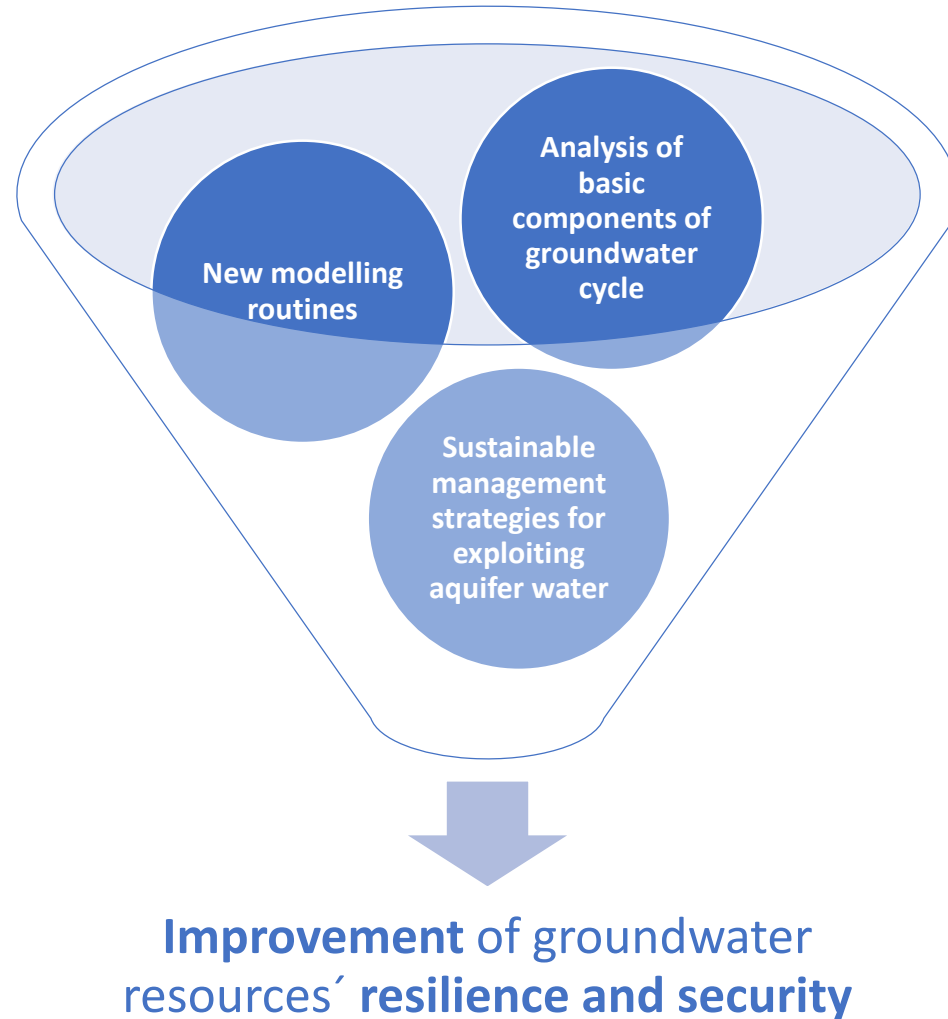 Analysis of
basic
components of
groundwater
cycle
New modelling
routines
Sustainable
management
strategies for
exploiting
aquifer water
Improvement of groundwater
resources´ resilience and security